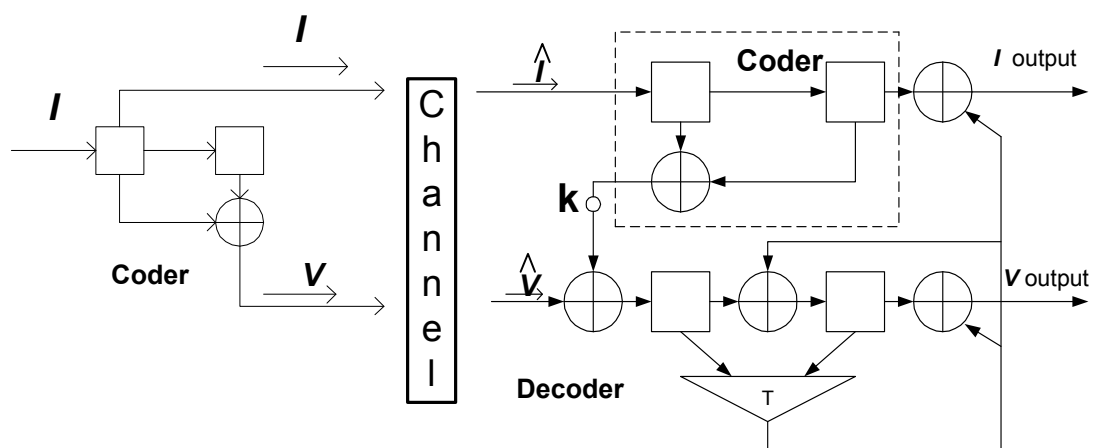 I
I
Coder
V
C
h
a
n
n
e
l
Î
Coder
I output
k
V̂
V output
Decoder
T